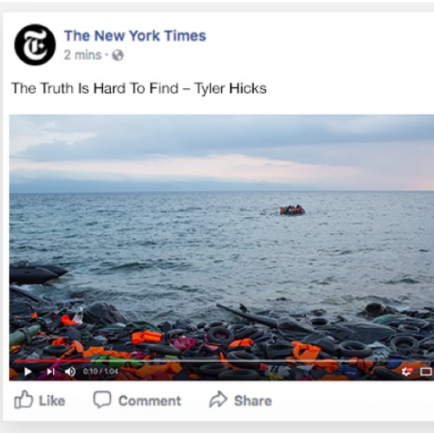 The New York Times
2 mins ·
The Truth Is Hard To Find – Tyler Hicks
0:10 / 1:04
Like Comment Share